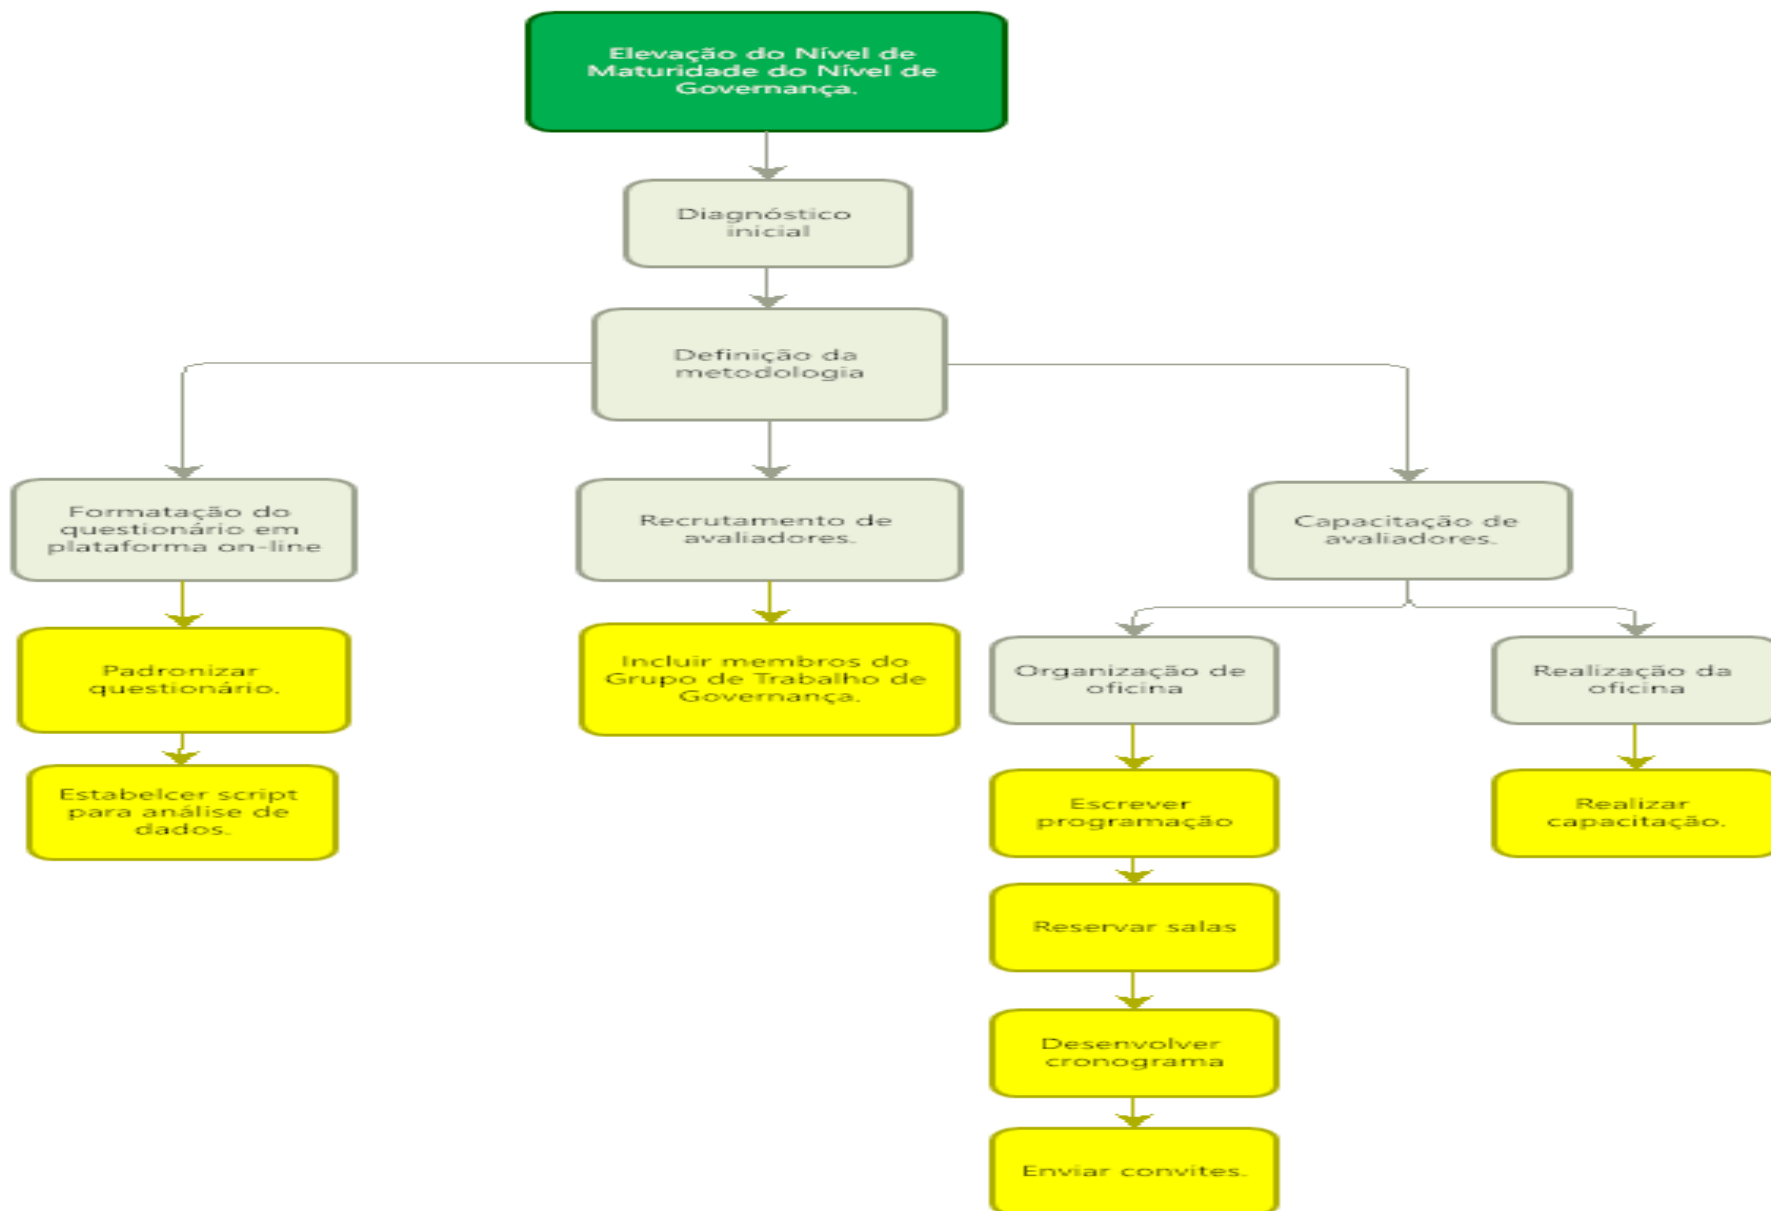 Elevação do Nível de
Maturidade do Nível de
Governança.
Diagnóstico
inicial
Definição da
metodologia
Formatação do
questionário em
plataforma on-line
Recrutamento de
avaliadores.
Capacitação de
avaliadores.
Padronizar
questionário.
Incluir membros do
Grupo de Trabalho de
Governança.
Organização de
oficina
Realização da
oficina
Estabelcer script
para análise de
dados.
Escrever
programação
Realizar
capacitação.
Reservar salas
Desenvolver
cronograma
Enviar convites.